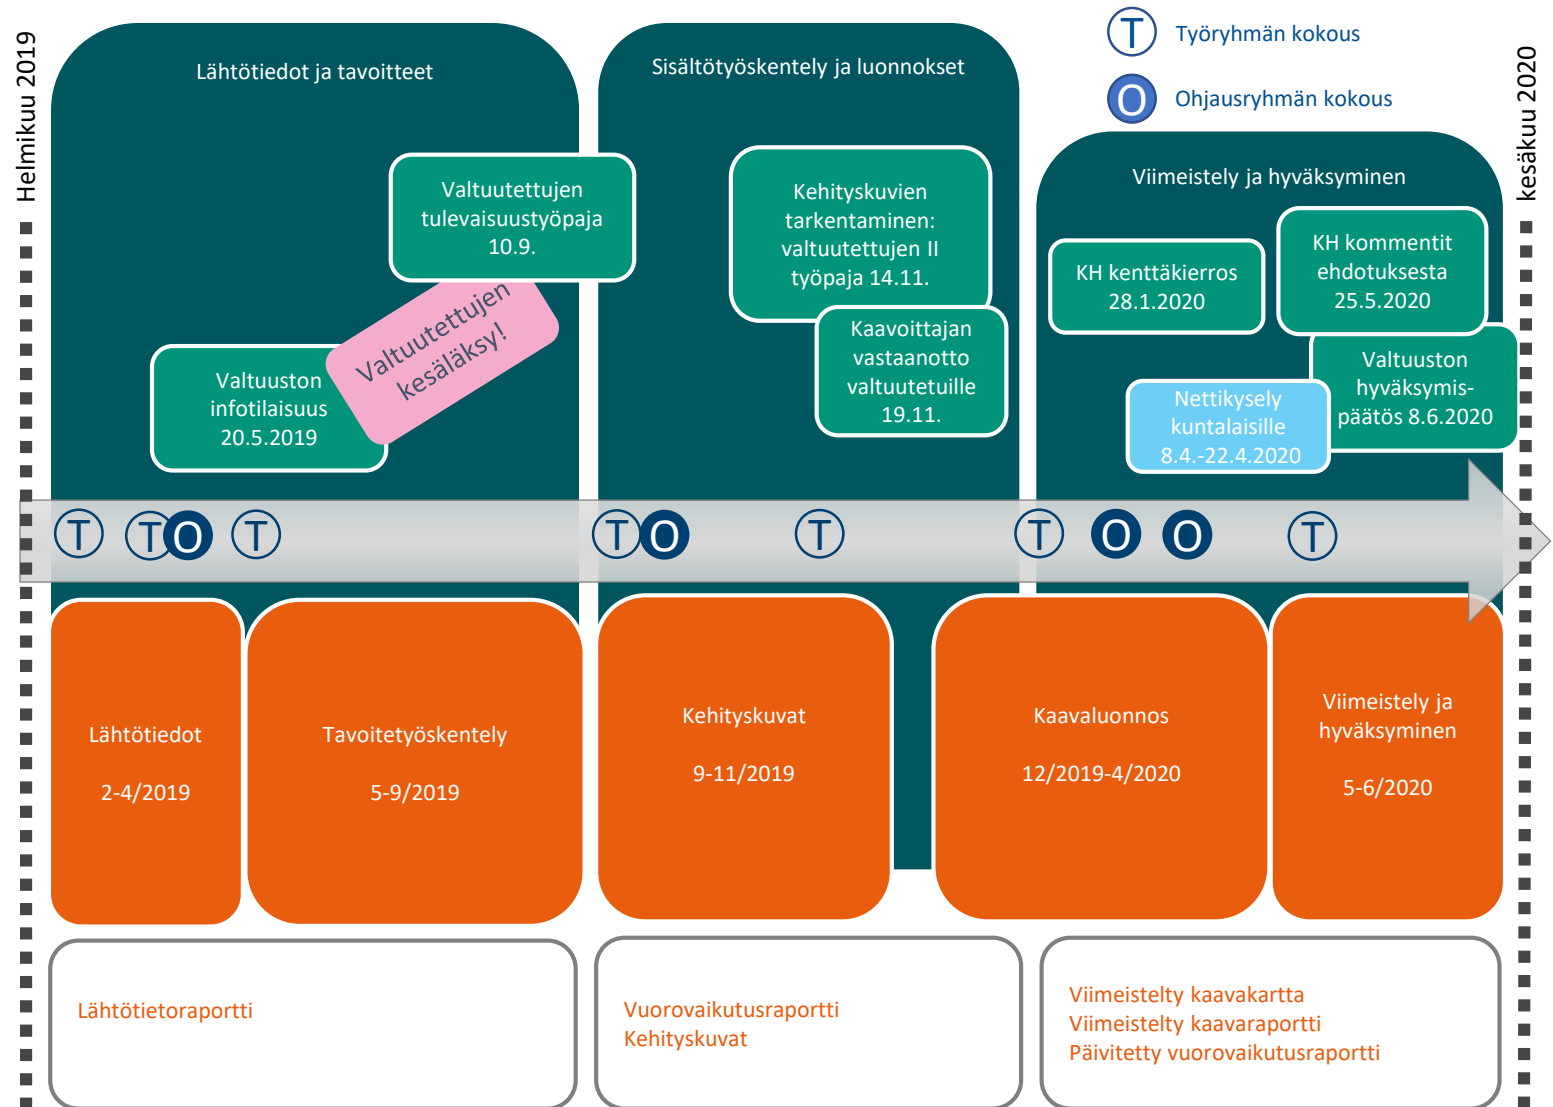 Helmikuu 2019
Lähtötiedot ja tavoitteet
Valtuutettujen
tulevaisuustyöpaja
10.9.
Valtuutettujen
kesäläksy!
Valtuuston
infotilaisuus
20.5.2019
Sisältötyöskentely ja luonnokset
Kehityskuvien
tarkentaminen:
valtuutettujen II
työpaja 14.11.
Kaavoittajan
vastaanotto
valtuutetuille
19.11.
T Työryhmän kokous
O Ohjausryhmän kokous
kesäkuu 2020
Viimeistely ja hyväksyminen
KH kenttäkierros
28.1.2020
KH kommentit
ehdotuksesta
25.5.2020
Valtuuston
hyväksymis-
päätös 8.6.2020
Nettikysely
kuntalaisille
8.4.-22.4.2020
T T O T T O T T O O T
Lähtötiedot
2-4/2019
Tavoitetyöskentely
5-9/2019
Kehityskuvat
9-11/2019
Kaavaluonnos
12/2019-4/2020
Viimeistely ja
hyväksyminen
5-6/2020
Lähtötietoraportti
Vuorovaikutusraportti
Kehityskuvat
Viimeistelty kaavakartta
Viimeistelty kaavaraportti
Päivitetty vuorovaikutusraportti